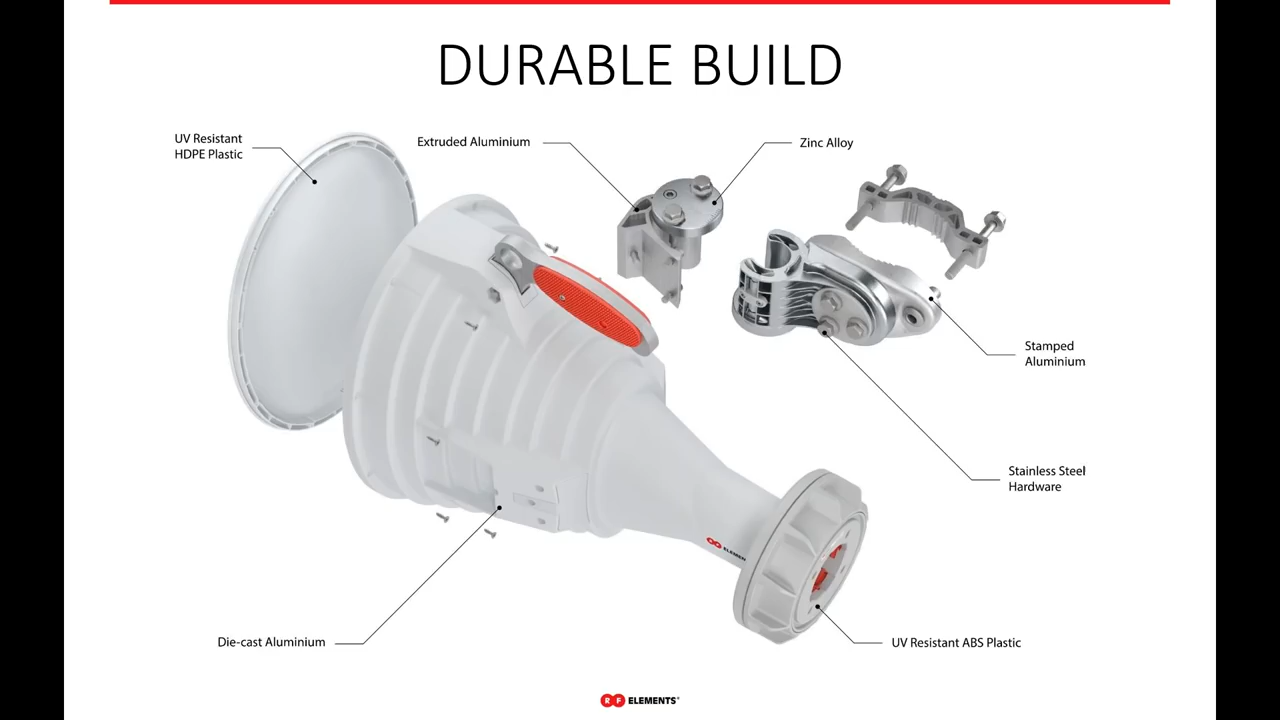 DURABLE BUILD
UV Resistant
HDPE Plastic
Extruded Aluminium
Zinc Alloy
Stamped
Aluminium
Stainless Steel
Hardware
ELEMEN
Die-cast Aluminium
UV Resistant ABS Plastic
RF ELEMENTS®